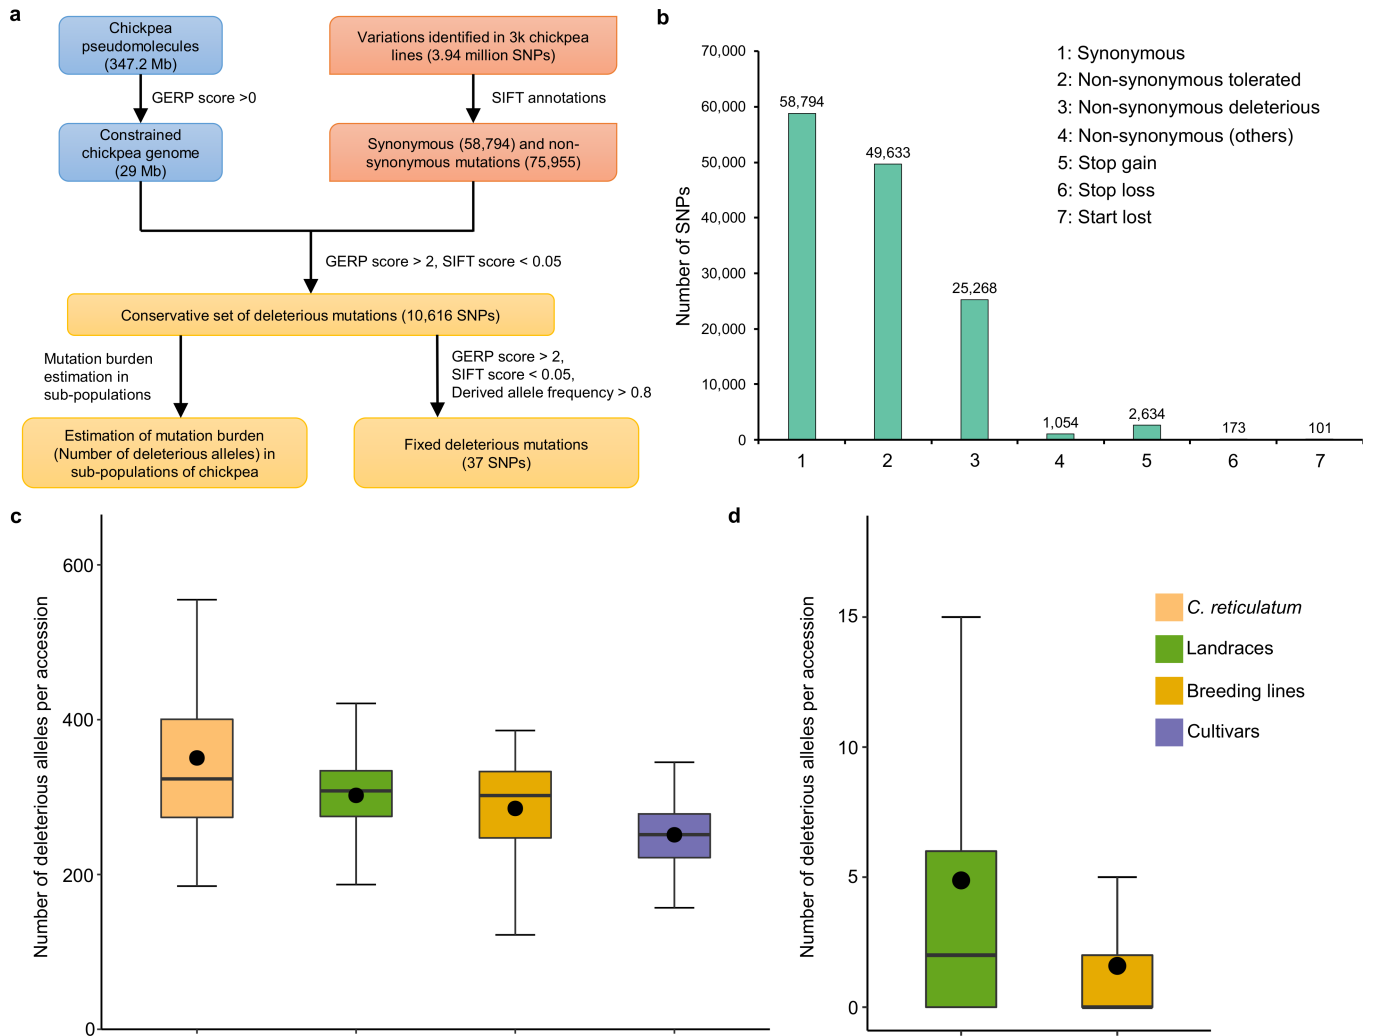 a
Chickpea
pseudomolecules
(347.2 Mb)
Variations identified in 3k chickpea
lines (3.94 million SNPs)
GERP score >0
SIFT annotations
Constrained
chickpea genome
(29 Mb)
Synonymous (58,794) and non-
synonymous mutations (75,955)
GERP score > 2, SIFT score < 0.05
Conservative set of deleterious mutations (10,616 SNPs)
Mutation burden
estimation in
sub-populations
GERP score > 2,
SIFT score < 0.05,
Derived allele frequency > 0.8
Estimation of mutation burden
(Number of deleterious alleles) in
sub-populations of chickpea
Fixed deleterious mutations
(37 SNPs)
b
Number of SNPs
70,000
60,000
50,000
40,000
30,000
20,000
10,000
0
58,794
49,633
25,268
1,054
2,634
173
101
1
2
3
4
5
6
7
1: Synonymous
2: Non-synonymous tolerated
3: Non-synonymous deleterious
4: Non-synonymous (others)
5: Stop gain
6: Stop loss
7: Start lost
c
Number of deleterious alleles per accession
600
400
200
0
d
Number of deleterious alleles per accession
15
10
5
0
C. reticulatum
Landraces
Breeding lines
Cultivars